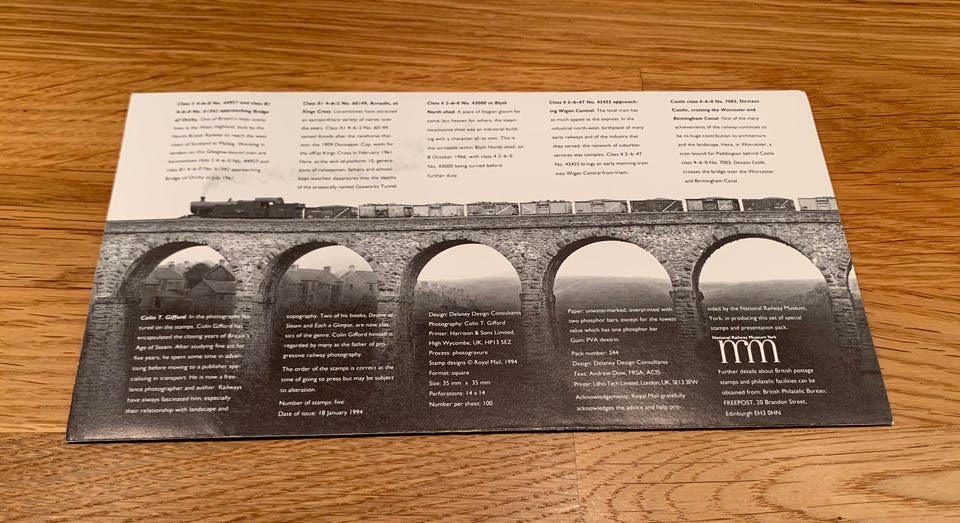 Class 5 4–6–0 No. 44957 and class B1
4–6–0 No. 61342 approaching Bridge
of Orchy. One of Britain's most scenic
lines is the West Highland, built by the
North British Railway to reach the west
coast of Scotland at Mallaig. Working in
tandem on this Glasgow-bound train are
locomotives class 5 4–6–0 No. 44957 and
class B1 4–6–0 No. 61342 approaching
Bridge of Orchy in July 1961.
Class A1 4–6–2 No. 60149, Amadis, at
Kings Cross. Locomotives have attracted
an extraordinary variety of names over
the years. Class A1 4–6–2 No. 60149,
named Amadis after the racehorse that
won the 1909 Doncaster Cup, waits for
the off at Kings Cross in February 1961.
Here, at the end of platform 10, genera-
tions of railwaymen, fathers and school-
boys watched departures into the depths
of the prosaically named Gasworks Tunnel.
Class 4 2–6–0 No. 43000 at Blyth
North shed. A place of Stygian gloom for
some, but heaven for others, the steam
locomotive shed was an industrial build-
ing with a character all its own. This is
the turntable within Blyth North shed, on
8 October 1966, with class 4 2–6–0
No. 43000 being turned before
further duty.
Class 4 2–6–4T No. 42455 approach-
ing Wigan Central. The local train has
as much appeal as the express. In the
industrial north-west, birthplace of many
early railways and of the industry that
they served, the network of suburban
services was complex. Class 4 2–6–4T
No. 42455 brings an early morning train
into Wigan Central from Irlam.
Castle class 4–6–0 No. 7002, Devizes
Castle, crossing the Worcester and
Birmingham Canal. One of the many
achievements of the railway continues to
be its huge contribution to architecture
and the landscape. Here, in Worcester, a
train bound for Paddington behind Castle
class 4–6–0 No. 7002, Devizes Castle,
crosses the bridge over the Worcester
and Birmingham Canal.
Colin T. Gifford. In the photographs fea-
tured on the stamps, Colin Gifford has
encapsulated the closing years of Britain's
Age of Steam. After studying fine art for
five years, he spent some time in adver-
tising before moving to a publisher spe-
cialising in transport. He is now a free-
lance photographer and author. Railways
have always fascinated him, especially
their relationship with landscape and
topography. Two of his books, Decline of
Steam and Each a Glimpse, are now clas-
sics of the genre. Colin Gifford himself is
regarded by many as the father of pro-
gressive railway photography.
The order of the stamps is correct at the
time of going to press but may be subject
to alteration.
Number of stamps: five
Date of issue: 18 January 1994
Design: Delaney Design Consultants
Photography: Colin T. Gifford
Printer: Harrison & Sons Limited,
High Wycombe, UK, HP13 5EZ
Process: photogravure
Stamp designs © Royal Mail, 1994
Format: square
Size: 35 mm x 35 mm
Perforations: 14 x 14
Number per sheet: 100
Paper: unwatermarked, overprinted with
two phosphor bars, except for the lowest
value which has one phosphor bar
Gum: PVA dextrin
Pack number: 244
Design: Delaney Design Consultants
Text: Andrew Dow, FRSA, ACIS
Printer: Litho-Tech Limited, London, UK, SE13 3EW
Acknowledgements: Royal Mail gratefully
acknowledges the advice and help pro-
vided by the National Railway Museum,
York, in producing this set of special
stamps and presentation pack.
National Railway Museum York
nrm
Further details about British postage
stamps and philatelic facilities can be
obtained from: British Philatelic Bureau,
FREEPOST, 20 Brandon Street,
Edinburgh EH3 0HN